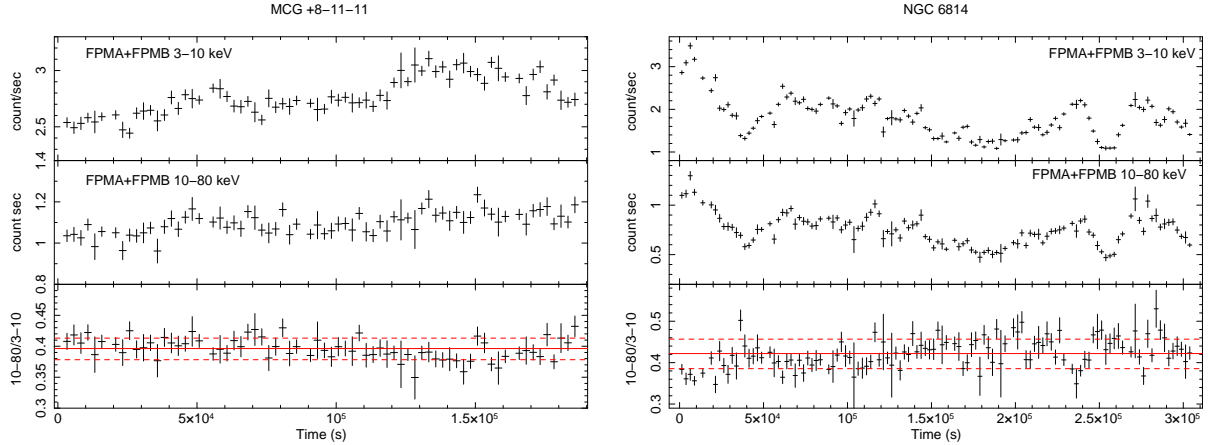 MCG +8−11−11
FPMA+FPMB 3−10 keV
count/sec
3
2.5
FPMA+FPMB 10−80 keV
count sec
1.4
1.2
1
0.8
10−80/3−10
0.45
0.4
0.35
0.3
0 5×10⁴ 10⁵ 1.5×10⁵
Time (s)
NGC 6814
FPMA+FPMB 3−10 keV
count/sec
3
2
1
FPMA+FPMB 10−80 keV
count/sec
1
0.5
10−80/3−10
0.5
0.4
0.3
0 5×10⁴ 10⁵ 1.5×10⁵ 2×10⁵ 2.5×10⁵ 3×10⁵
Time (s)